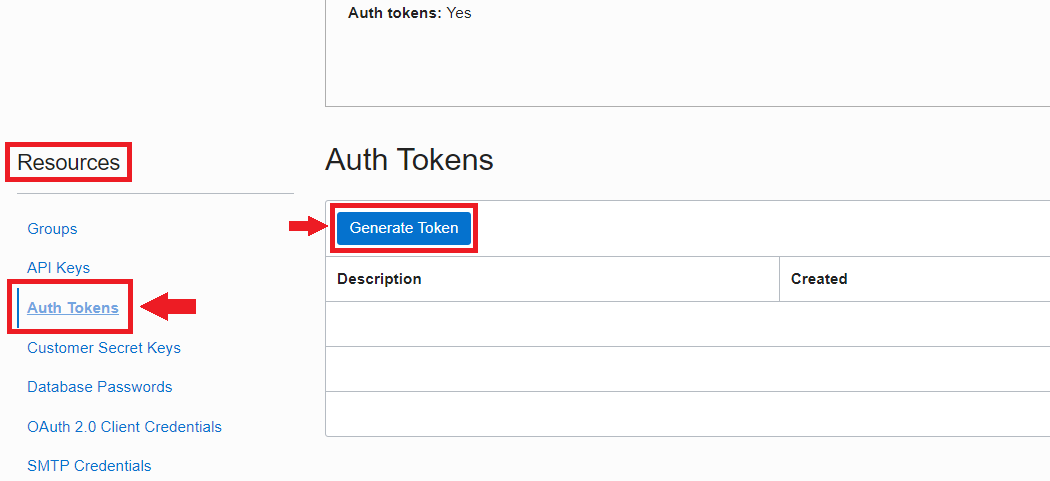 Auth tokens: Yes
Resources
Groups
API Keys
Auth Tokens
Customer Secret Keys
Database Passwords
OAuth 2.0 Client Credentials
SMTP Credentials
Auth Tokens
Generate Token
Description Created